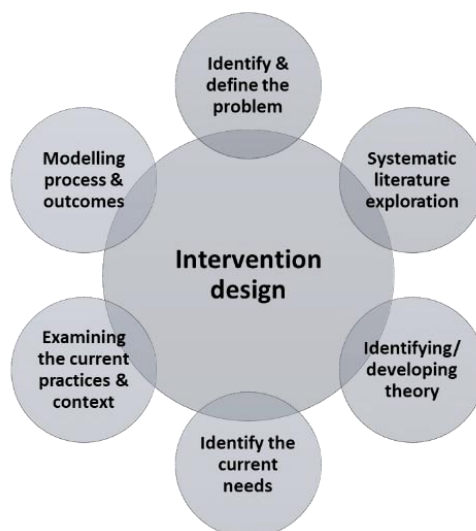 Identify &
define the
problem
Systematic
literature
exploration
Identifying/
developing
theory
Identify the
current
needs
Examining
the current
practices &
context
Modelling
process &
outcomes
Intervention
design